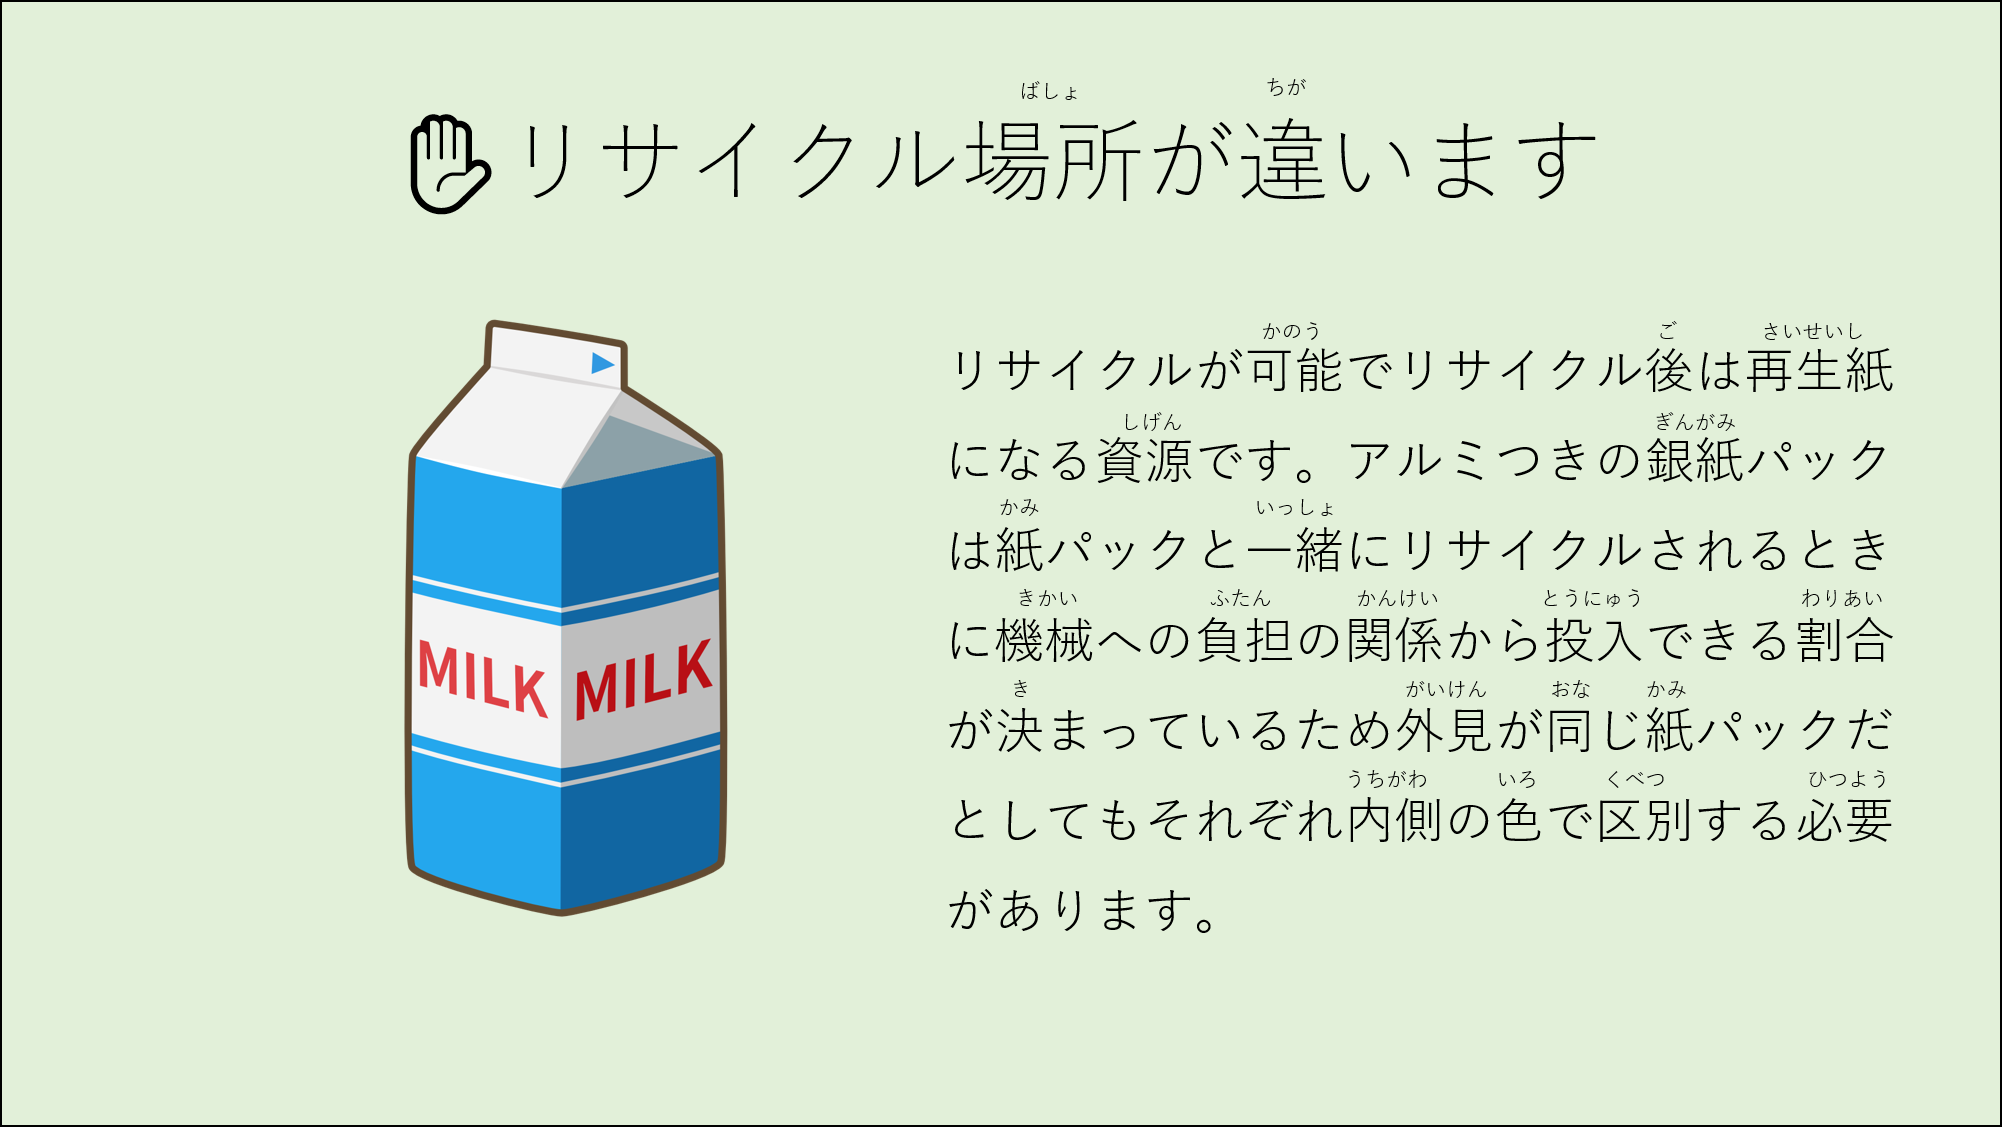 ばしょ ちが
リサイクル場所が違います
かのう ご さいせいし
リサイクルが可能でリサイクル後は再生紙
しげん ぎんがみ
になる資源です。アルミつきの銀紙パック
かみ いっしょ
は紙パックと一緒にリサイクルされるとき
きかい ふたん かんけい とうにゅう わりあい
に機械への負担の関係から投入できる割合
き がいけん おな かみ
が決まっているため外見が同じ紙パックだ
うちがわ いろ くべつ ひつよう
としてもそれぞれ内側の色で区別する必要
があります。
MILK MILK